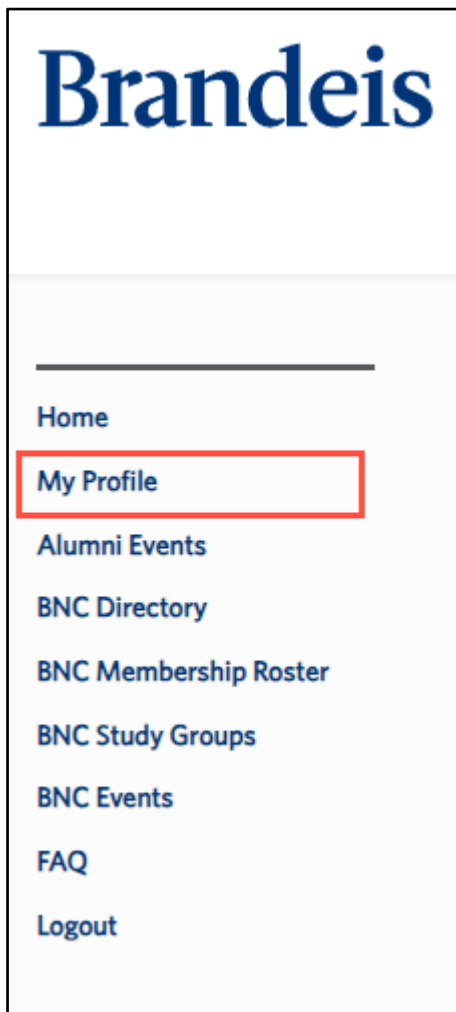 Brandeis
Home
My Profile
Alumni Events
BNC Directory
BNC Membership Roster
BNC Study Groups
BNC Events
FAQ
Logout